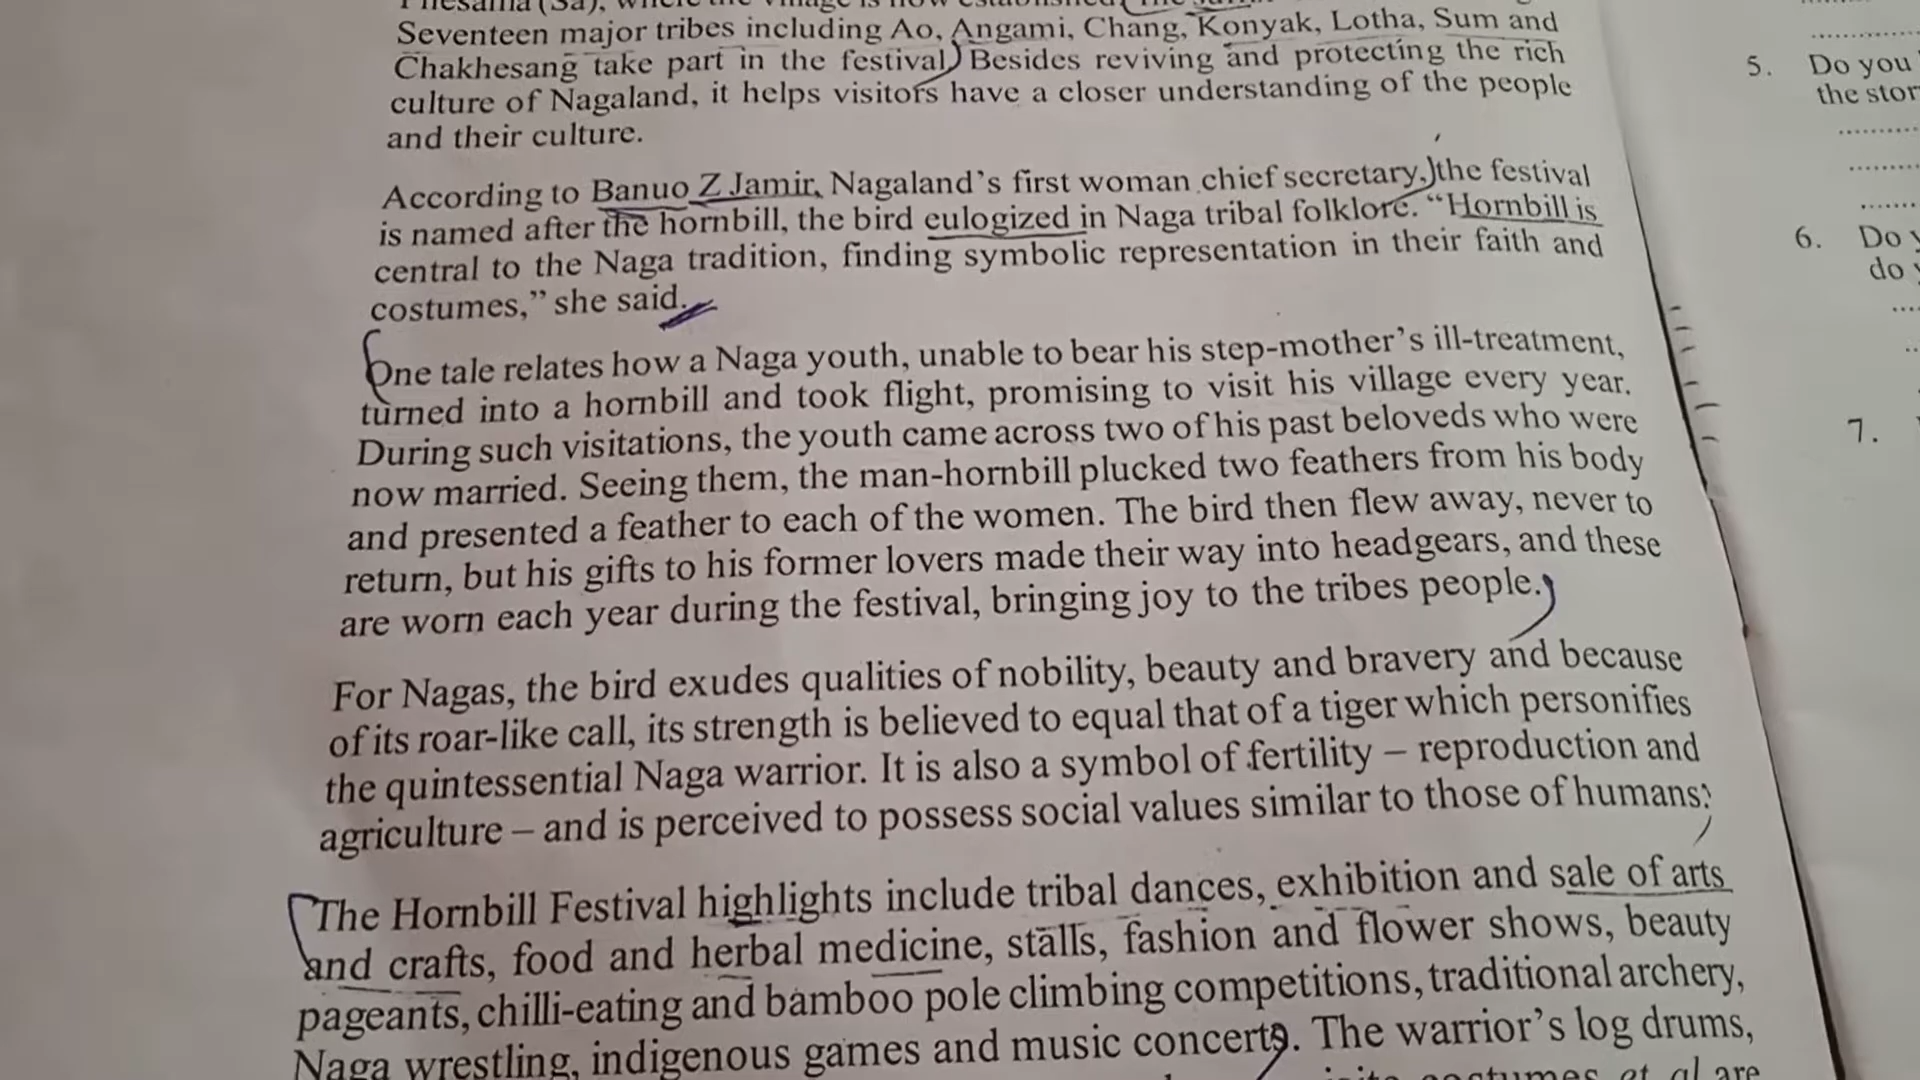 Seventeen major tribes including Ao, Angami, Chang, Konyak, Lotha, Sum and
Chakhesang take part in the festival. Besides reviving and protecting the rich
culture of Nagaland, it helps visitors have a closer understanding of the people
and their culture.
According to Banuo Z Jamir, Nagaland's first woman chief secretary, the festival
is named after the hornbill, the bird eulogized in Naga tribal folklore. “Hornbill is
central to the Naga tradition, finding symbolic representation in their faith and
costumes,” she said.
One tale relates how a Naga youth, unable to bear his step-mother's ill-treatment,
turned into a hornbill and took flight, promising to visit his village every year.
During such visitations, the youth came across two of his past beloveds who were
now married. Seeing them, the man-hornbill plucked two feathers from his body
and presented a feather to each of the women. The bird then flew away, never to
return, but his gifts to his former lovers made their way into headgears, and these
are worn each year during the festival, bringing joy to the tribes people.
For Nagas, the bird exudes qualities of nobility, beauty and bravery and because
of its roar-like call, its strength is believed to equal that of a tiger which personifies
the quintessential Naga warrior. It is also a symbol of fertility – reproduction and
agriculture – and is perceived to possess social values similar to those of humans.
The Hornbill Festival highlights include tribal dances, exhibition and sale of arts
and crafts, food and herbal medicine, stalls, fashion and flower shows, beauty
pageants, chilli-eating and bamboo pole climbing competitions, traditional archery,
Naga wrestling, indigenous games and music concerts. The warrior's log drums,
costumes et al are
5. Do you
the
6. Do
do
7.